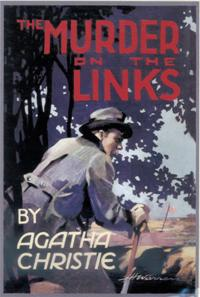 THE MURDER
ON THE
LINKS
BY
AGATHA
CHRISTIE